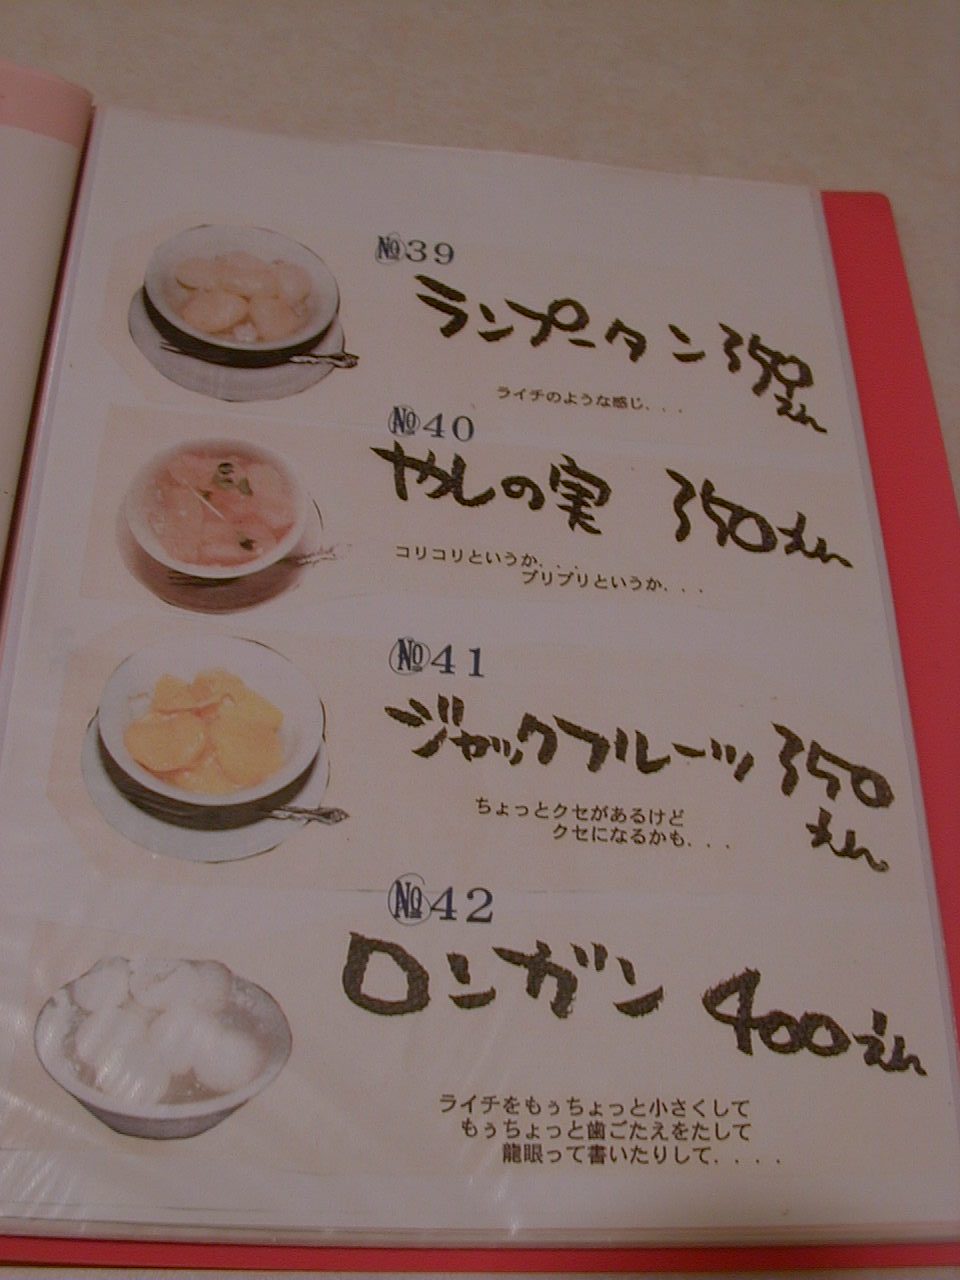 №39
ランブータン 350
えん
ライチのような感じ...
№40
やしの実 350えん
コリコリというか...
プリプリというか...
№41
ジャックフルーツ 350
えん
ちょっとクセがあるけど
クセになるかも...
№42
ロンガン 400えん
ライチをもぅちょっと小さくして
もぅちょっと歯ごたえをたして
龍眼って書いたりして....